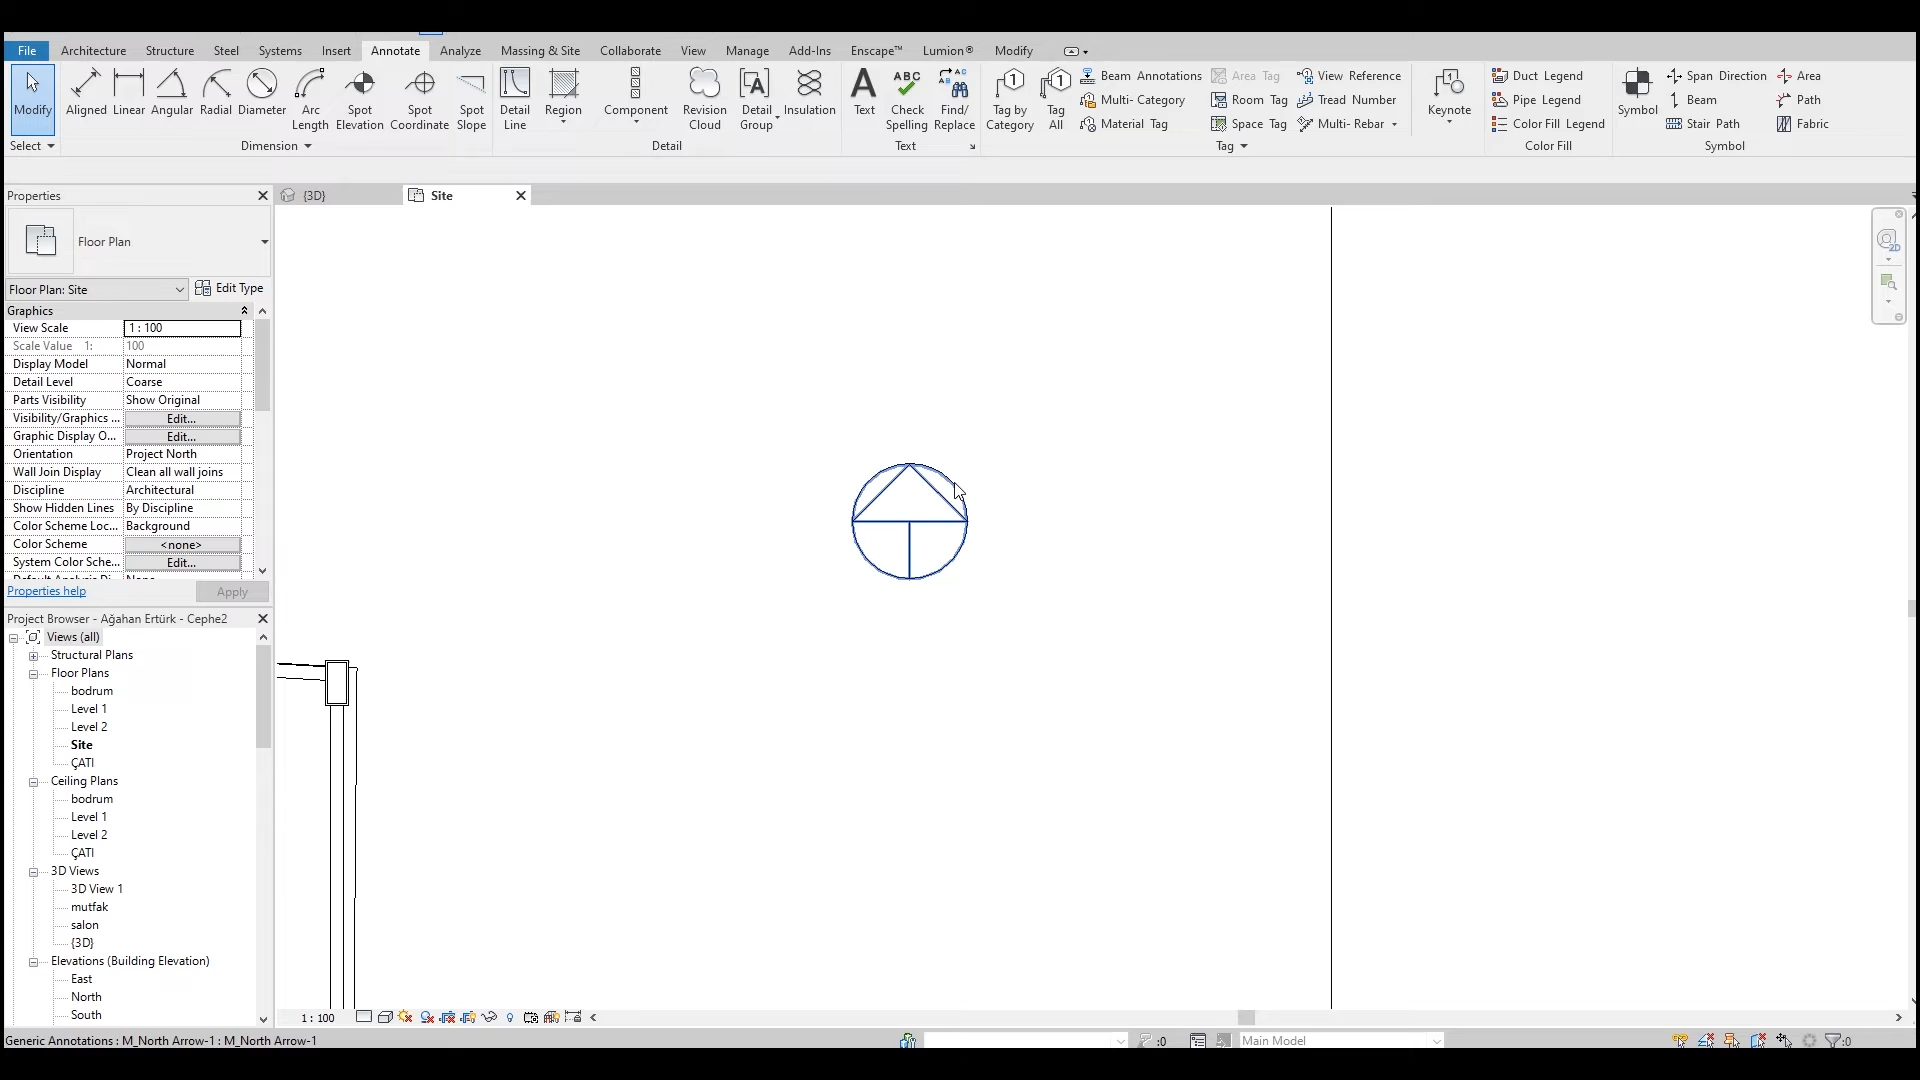 File Architecture Structure Steel Systems Insert Annotate Analyze Massing & Site Collaborate View Manage Add-Ins Enscape™ Lumion® Modify
Modify
Aligned Linear Angular Radial Diameter Arc Length Spot Elevation Spot Coordinate Spot Slope
Detail Line Region Component Revision Cloud Detail Group Insulation
Text Check Spelling Find/ Replace
Tag by Category Tag All
Beam Annotations Area Tag View Reference
Multi- Category Room Tag Tread Number
Material Tag Space Tag Multi- Rebar
Keynote
Duct Legend
Pipe Legend
Color Fill Legend
Symbol
Span Direction Area
Beam Path
Stair Path Fabric
Select Dimension Detail Text Tag Color Fill Symbol
Properties
{3D} Site
Floor Plan
Floor Plan: Site Edit Type
Graphics
View Scale 1 : 100
Scale Value 1: 100
Display Model Normal
Detail Level Coarse
Parts Visibility Show Original
Visibility/Graphics ... Edit...
Graphic Display O... Edit...
Orientation Project North
Wall Join Display Clean all wall joins
Discipline Architectural
Show Hidden Lines By Discipline
Color Scheme Loc... Background
Color Scheme <none>
System Color Sche... Edit...
Properties help Apply
Project Browser - Ağahan Ertürk - Cephe2
Views (all)
Structural Plans
Floor Plans
bodrum
Level 1
Level 2
Site
ÇATI
Ceiling Plans
bodrum
Level 1
Level 2
ÇATI
3D Views
3D View 1
mutfak
salon
{3D}
Elevations (Building Elevation)
East
North
South
1 : 100
Generic Annotations : M_North Arrow-1 : M_North Arrow-1
:0
Main Model
:0